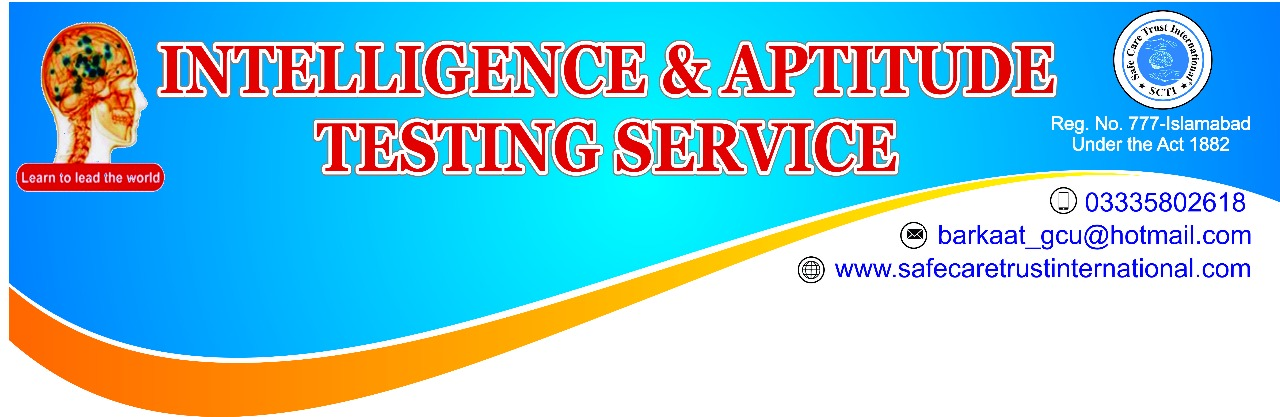 INTELLIGENCE & APTITUDE
TESTING SERVICE
Learn to lead the world
Safe Care Trust International
★ SCTI ★
Reg. No. 777-Islamabad
Under the Act 1882
03335802618
barkaat_gcu@hotmail.com
www.safecaretrustinternational.com